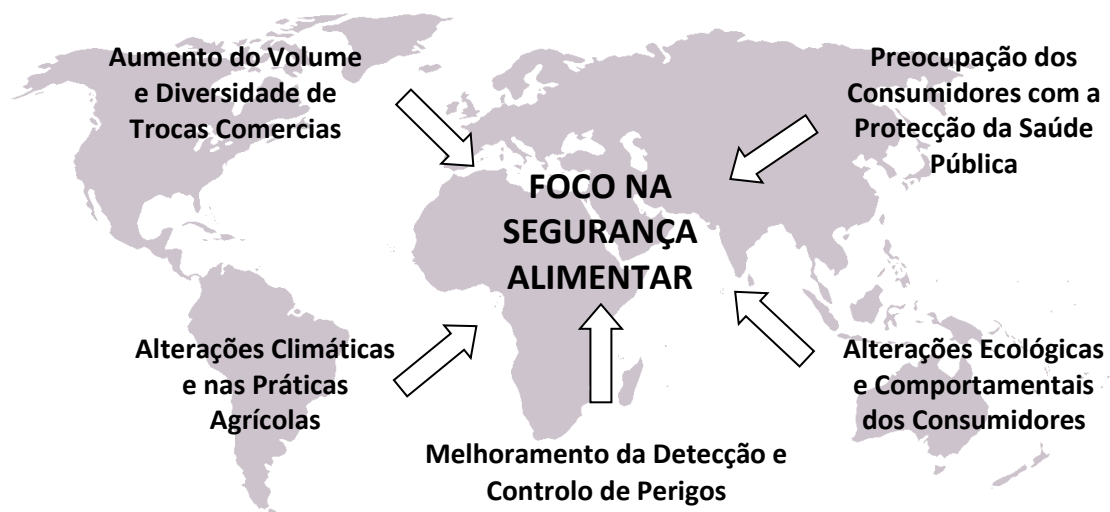 Aumento do Volume
e Diversidade de
Trocas Comercias
Preocupação dos
Consumidores com a
Protecção da Saúde
Pública
FOCO NA
SEGURANÇA
ALIMENTAR
Alterações Climáticas
e nas Práticas
Agrícolas
Alterações Ecológicas
e Comportamentais
dos Consumidores
Melhoramento da Detecção e
Controlo de Perigos